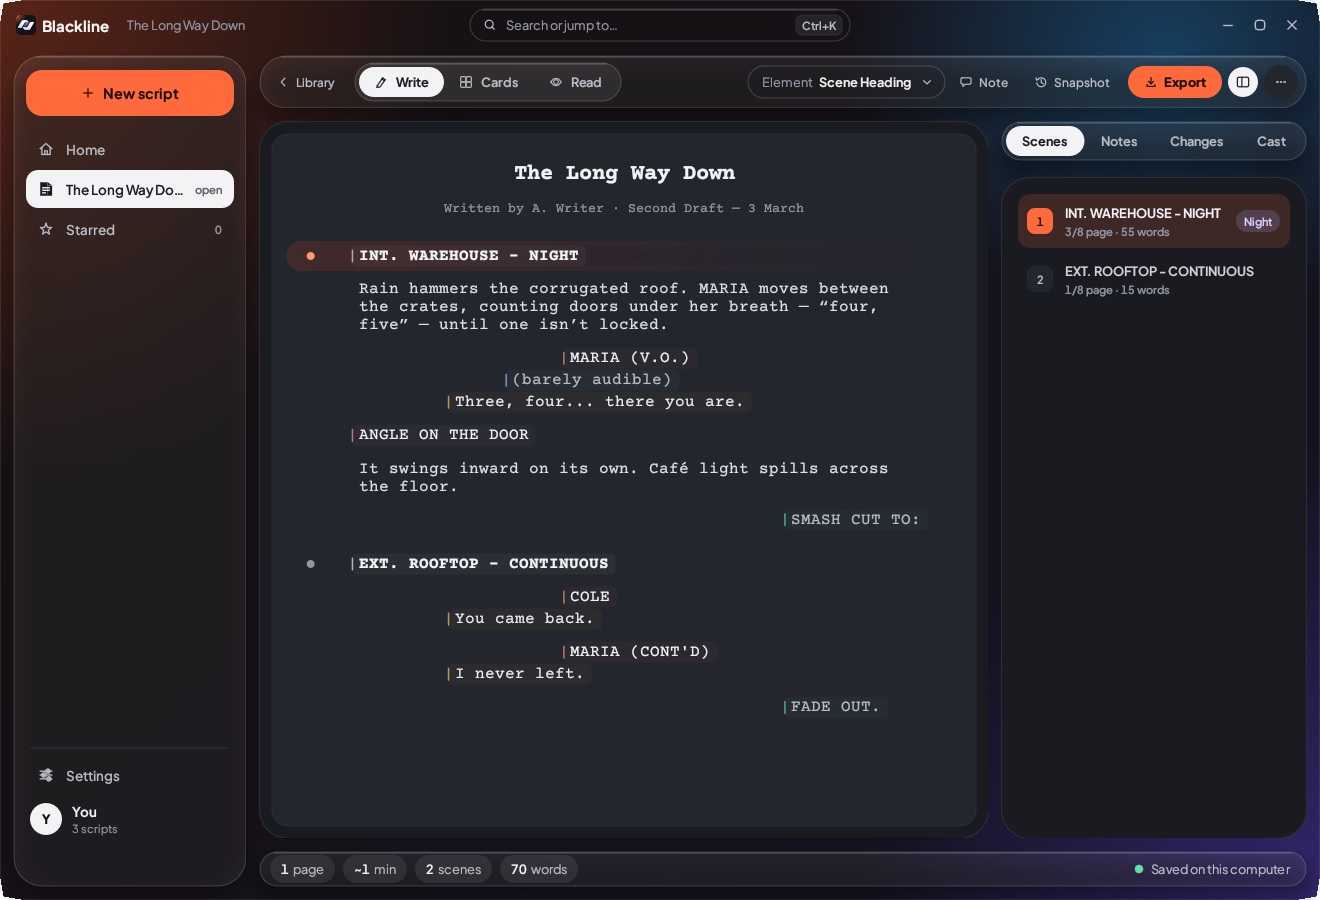 Blackline
The Long Way Down
Search or jump to...
Ctrl+K
New script
Home
The Long Way Do...
open
Starred
0
Settings
Y
You
3 scripts
Library
Write
Cards
Read
Element Scene Heading
Note
Snapshot
Export
The Long Way Down
Written by A. Writer · Second Draft — 3 March
INT. WAREHOUSE - NIGHT
Rain hammers the corrugated roof. MARIA moves between
the crates, counting doors under her breath — “four,
five” — until one isn’t locked.
MARIA (V.O.)
(barely audible)
Three, four... there you are.
ANGLE ON THE DOOR
It swings inward on its own. Café light spills across
the floor.
SMASH CUT TO:
EXT. ROOFTOP - CONTINUOUS
COLE
You came back.
MARIA (CONT'D)
I never left.
FADE OUT.
Scenes
Notes
Changes
Cast
1
INT. WAREHOUSE - NIGHT
3/8 page · 55 words
Night
2
EXT. ROOFTOP - CONTINUOUS
1/8 page · 15 words
1 page
~1 min
2 scenes
70 words
Saved on this computer